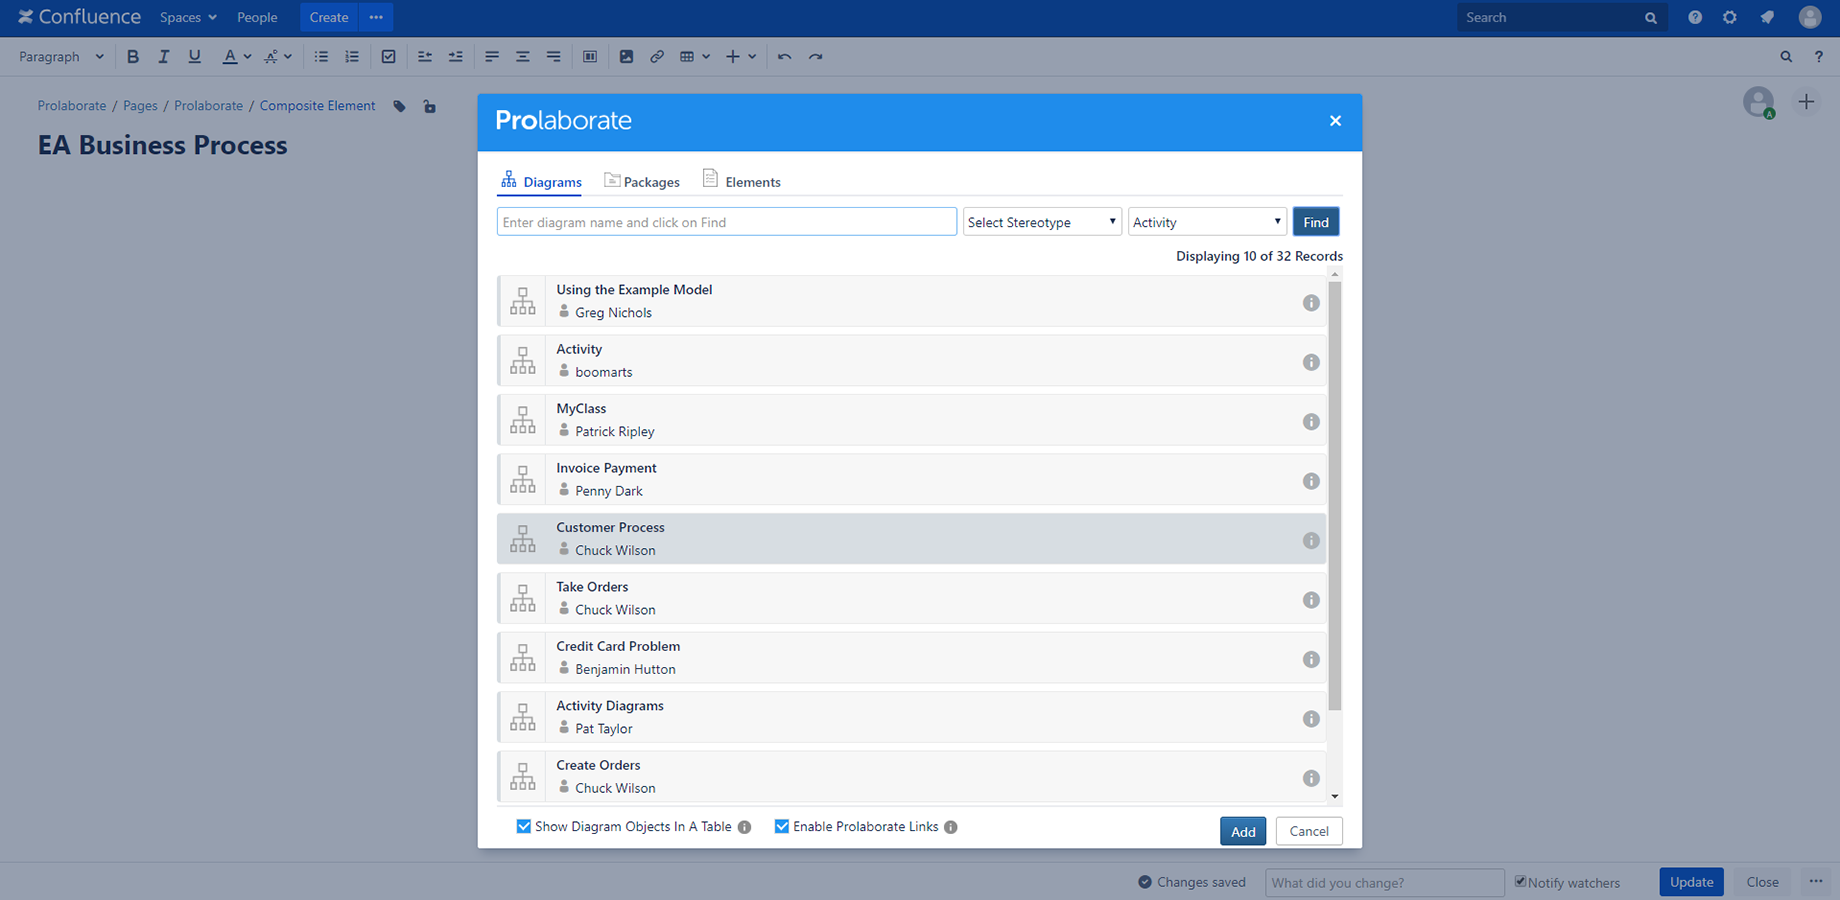 Confluence Spaces People Create ••• Search
Paragraph B I U A ?
Prolaborate / Pages / Prolaborate / Composite Element
A
EA Business Process
Prolaborate
Diagrams Packages Elements
Enter diagram name and click on Find Select Stereotype Activity Find
Displaying 10 of 32 Records
Using the Example Model
Greg Nichols
Activity
boomarts
MyClass
Patrick Ripley
Invoice Payment
Penny Dark
Customer Process
Chuck Wilson
Take Orders
Chuck Wilson
Credit Card Problem
Benjamin Hutton
Activity Diagrams
Pat Taylor
Create Orders
Chuck Wilson
Show Diagram Objects In A Table Enable Prolaborate Links
Add Cancel
Changes saved What did you change? Notify watchers Update Close •••